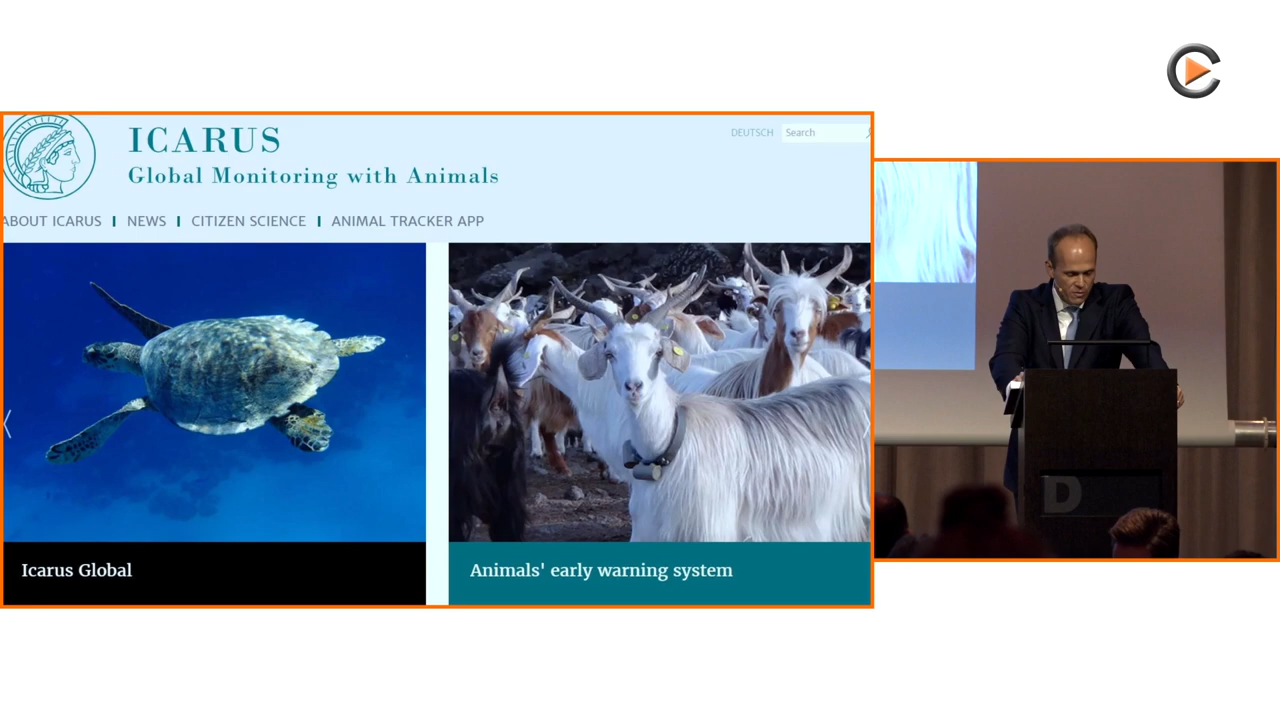 ICARUS
DEUTSCH
Search
Global Monitoring with Animals
ABOUT ICARUS NEWS CITIZEN SCIENCE ANIMAL TRACKER APP
Icarus Global
Animals' early warning system
D